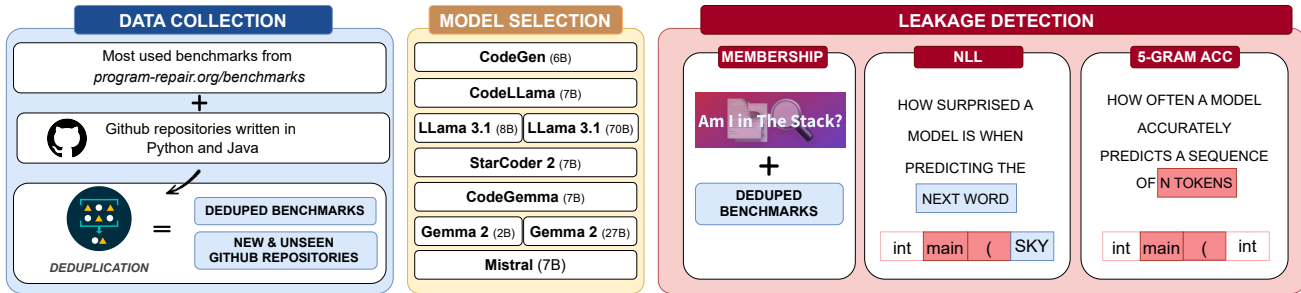 DATA COLLECTION
Most used benchmarks from
program-repair.org/benchmarks
+
Github repositories written in
Python and Java
DEDUPLICATION
=
DEDUPED BENCHMARKS
NEW & UNSEEN
GITHUB REPOSITORIES
MODEL SELECTION
CodeGen (6B)
CodeLLama (7B)
LLama 3.1 (8B) LLama 3.1 (70B)
StarCoder 2 (7B)
CodeGemma (7B)
Gemma 2 (2B) Gemma 2 (27B)
Mistral (7B)
LEAKAGE DETECTION
MEMBERSHIP
Am I in The Stack?
+
DEDUPED
BENCHMARKS
NLL
HOW SURPRISED A
MODEL IS WHEN
PREDICTING THE
NEXT WORD
int main ( SKY
5-GRAM ACC
HOW OFTEN A MODEL
ACCURATELY
PREDICTS A SEQUENCE
OF N TOKENS
int main ( int